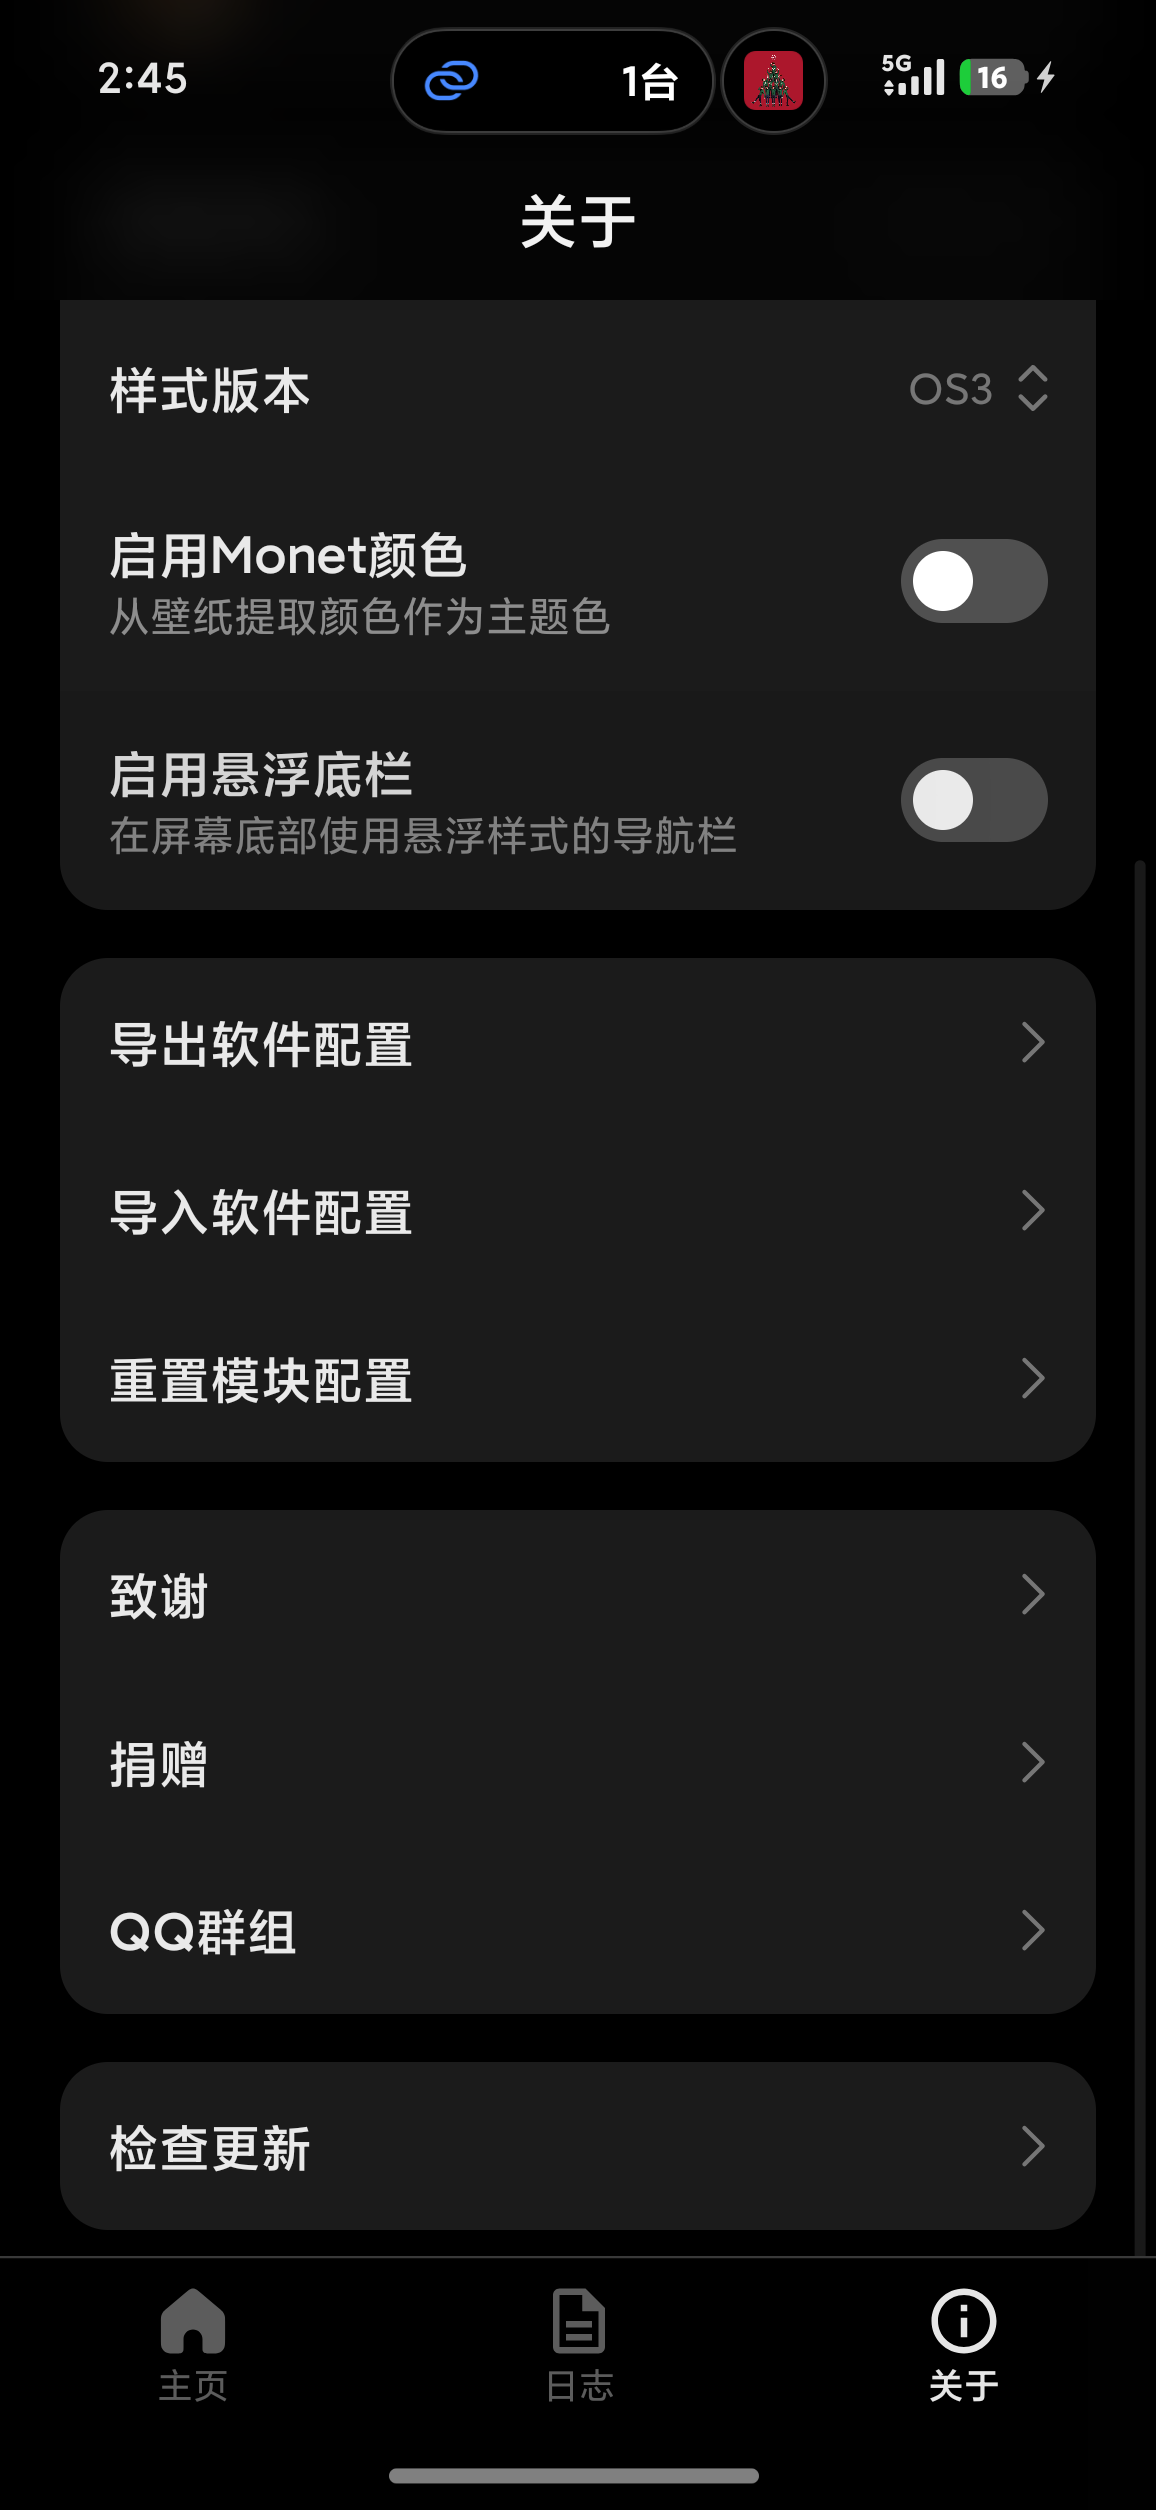 2:45
1台
5G
16
关于
样式版本
OS3
启用Monet颜色
从壁纸提取颜色作为主题色
启用悬浮底栏
在屏幕底部使用悬浮样式的导航栏
导出软件配置
导入软件配置
重置模块配置
致谢
捐赠
QQ群组
检查更新
主页
日志
关于